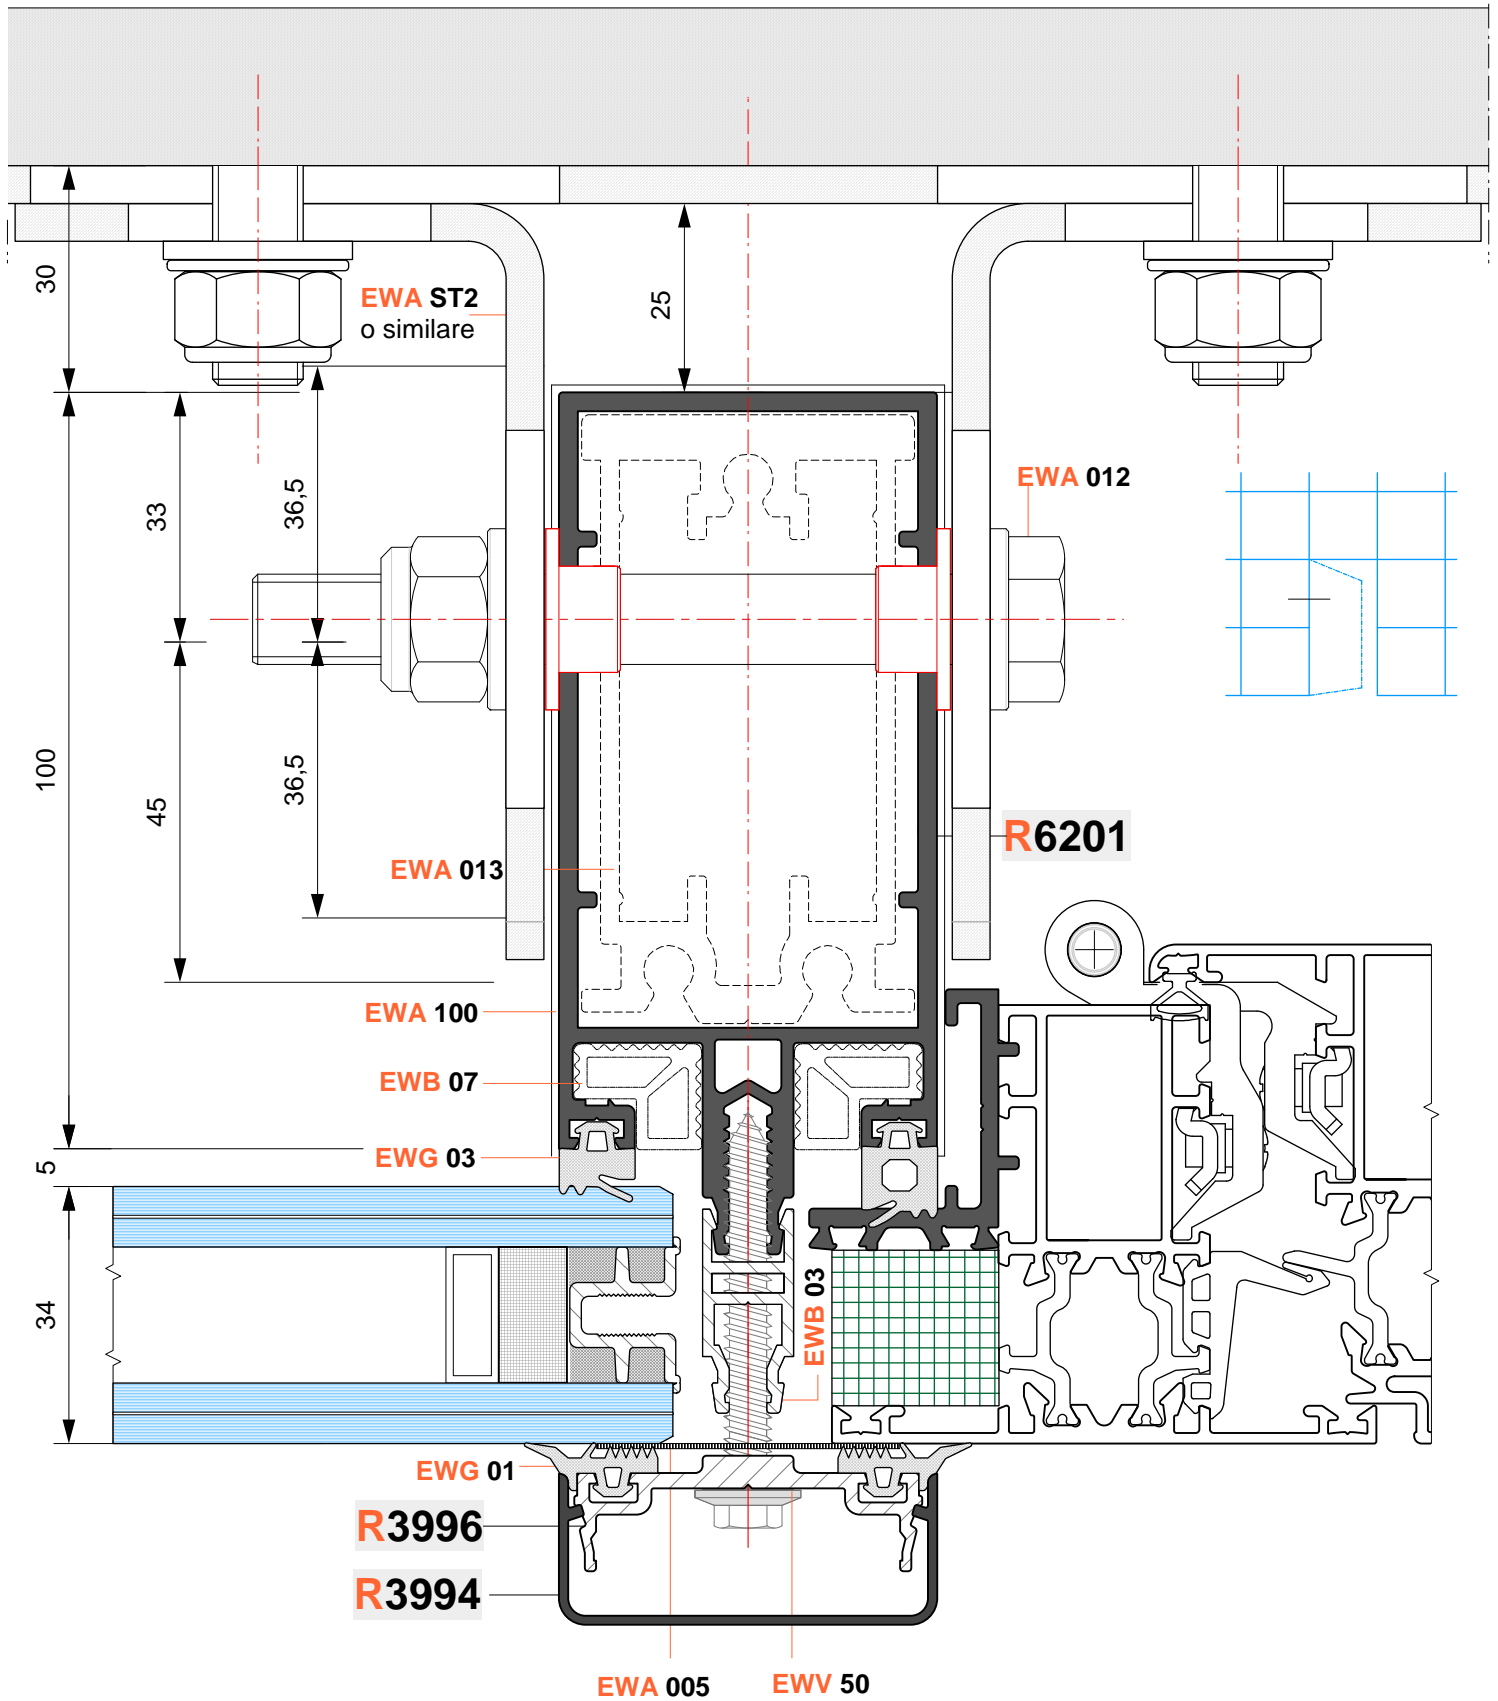 30
EWA ST2
o similare
25
33
36,5
EWA 012
100
45
36,5
R6201
EWA 013
EWA 100
EWB 07
EWG 03
5
34
EWB 03
EWG 01
R3996
R3994
EWA 005
EWV 50